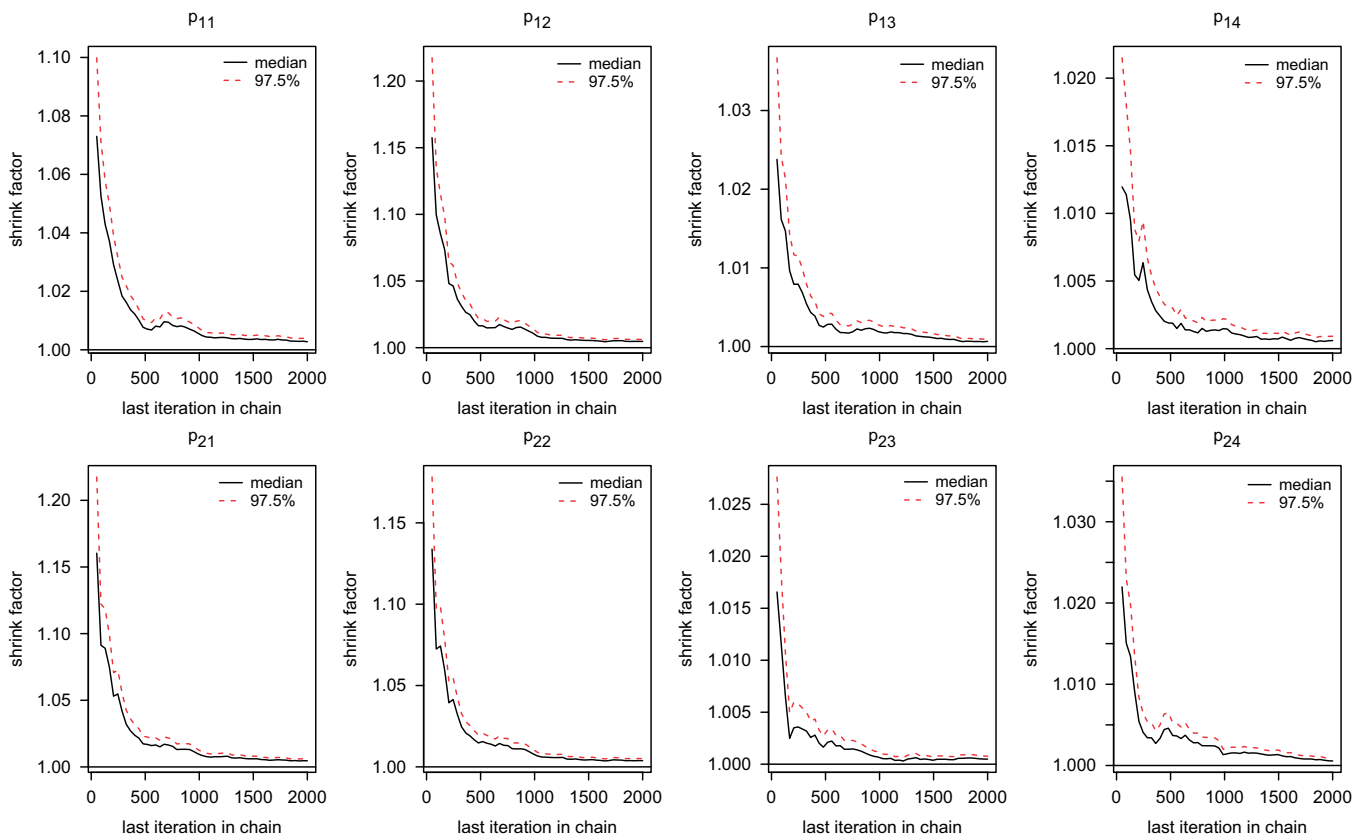 p11 p12 p13 p14
1.10
1.08
1.06
1.04
1.02
1.00
shrink factor
median
97.5%
0 500 1000 1500 2000
last iteration in chain
1.20
1.15
1.10
1.05
1.00
shrink factor
median
97.5%
0 500 1000 1500 2000
last iteration in chain
1.03
1.02
1.01
1.00
shrink factor
median
97.5%
0 500 1000 1500 2000
last iteration in chain
1.020
1.015
1.010
1.005
1.000
shrink factor
median
97.5%
0 500 1000 1500 2000
last iteration in chain
p21 p22 p23 p24
1.20
1.15
1.10
1.05
1.00
shrink factor
median
97.5%
0 500 1000 1500 2000
last iteration in chain
1.15
1.10
1.05
1.00
shrink factor
median
97.5%
0 500 1000 1500 2000
last iteration in chain
1.025
1.020
1.015
1.010
1.005
1.000
shrink factor
median
97.5%
0 500 1000 1500 2000
last iteration in chain
1.030
1.020
1.010
1.000
shrink factor
median
97.5%
0 500 1000 1500 2000
last iteration in chain